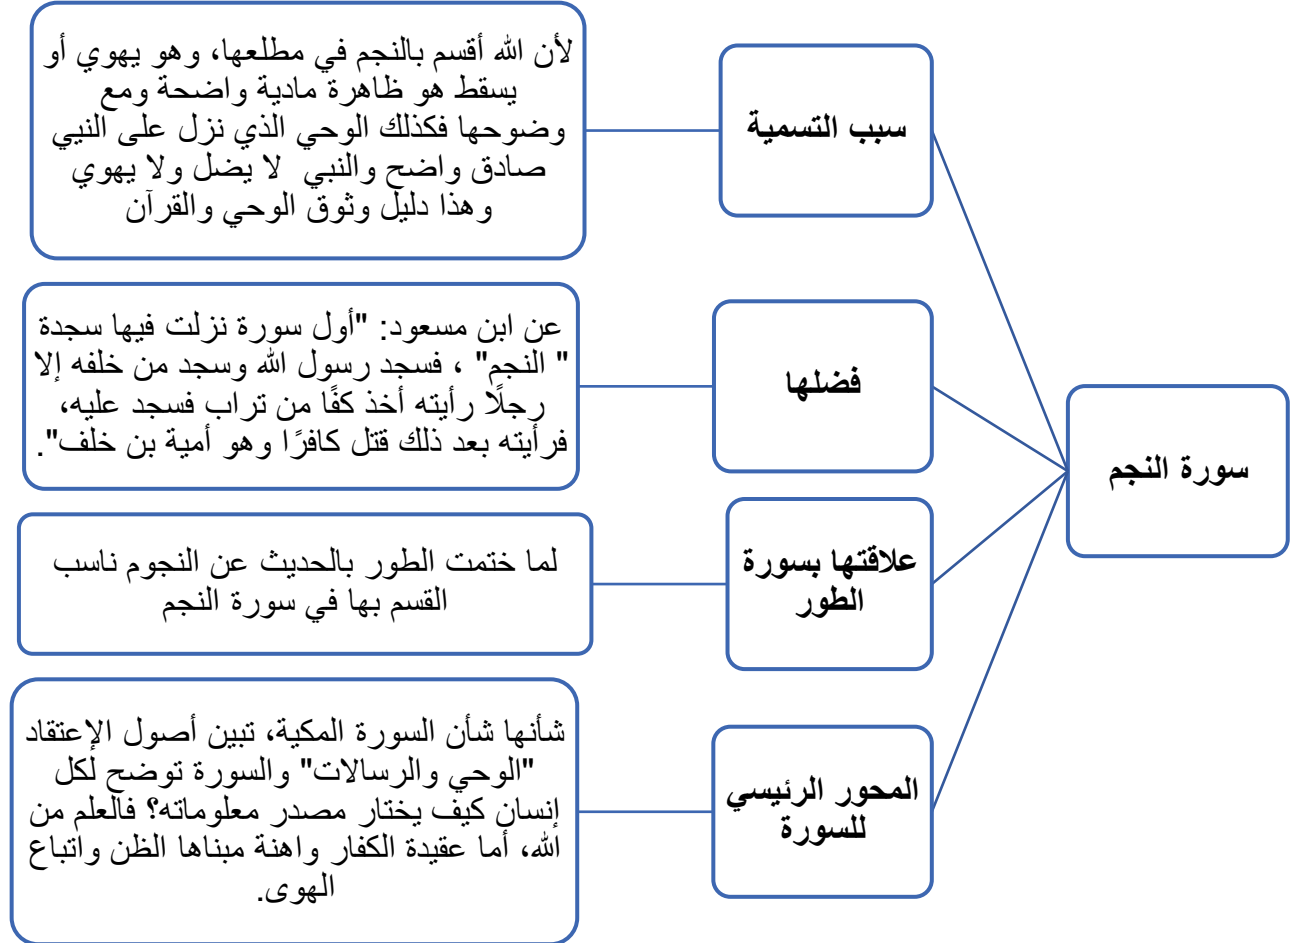 سورة النجم
سبب التسمية
لأن الله أقسم بالنجم في مطلعها، وهو يهوي أو
يسقط هو ظاهرة مادية واضحة ومع
وضوحها فكذلك الوحي الذي نزل على النيي
صادق واضح والنبي لا يضل ولا يهوي
وهذا دليل وثوق الوحي والقرآن
فضلها
عن ابن مسعود: "أول سورة نزلت فيها سجدة
" النجم" ، فسجد رسول الله وسجد من خلفه إلا
رجلًا رأيته أخذ كفًا من تراب فسجد عليه،
فرأيته بعد ذلك قتل كافرًا وهو أمية بن خلف".
علاقتها بسورة
الطور
لما ختمت الطور بالحديث عن النجوم ناسب
القسم بها في سورة النجم
المحور الرئيسي
للسورة
شأنها شأن السورة المكية، تبين أصول الإعتقاد
"الوحي والرسالات" والسورة توضح لكل
إنسان كيف يختار مصدر معلوماته؟ فالعلم من
الله، أما عقيدة الكفار واهنة مبناها الظن واتباع
الهوى.